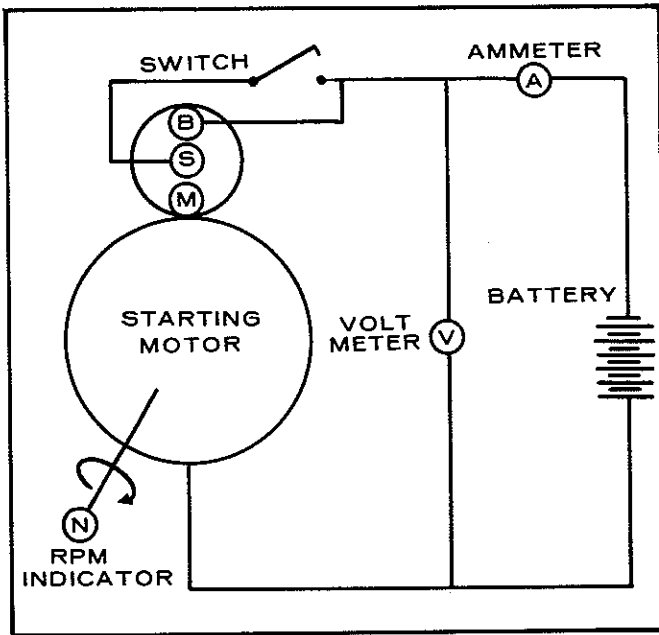 SWITCH
AMMETER
A
B
S
M
STARTING
MOTOR
VOLT
METER
V
BATTERY
N
RPM
INDICATOR